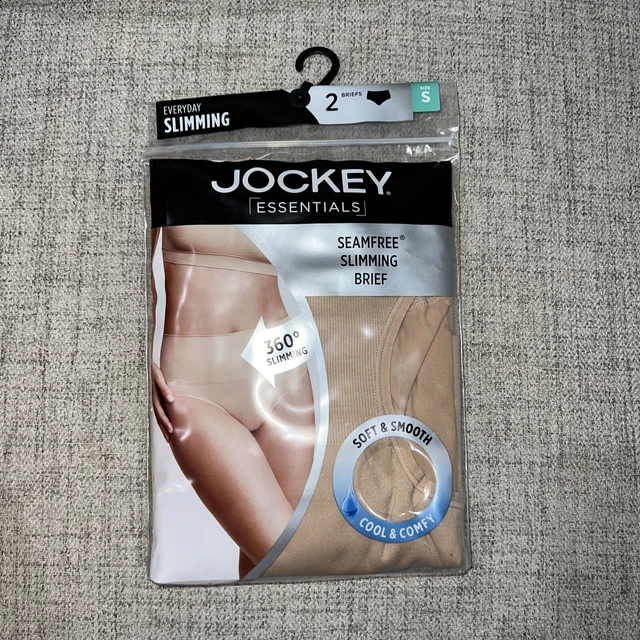 EVERYDAY
SLIMMING
2 BRIEFS
SIZE
S
JOCKEY®
ESSENTIALS
SEAMFREE®
SLIMMING
BRIEF
360°
SLIMMING
SOFT & SMOOTH
COOL & COMFY